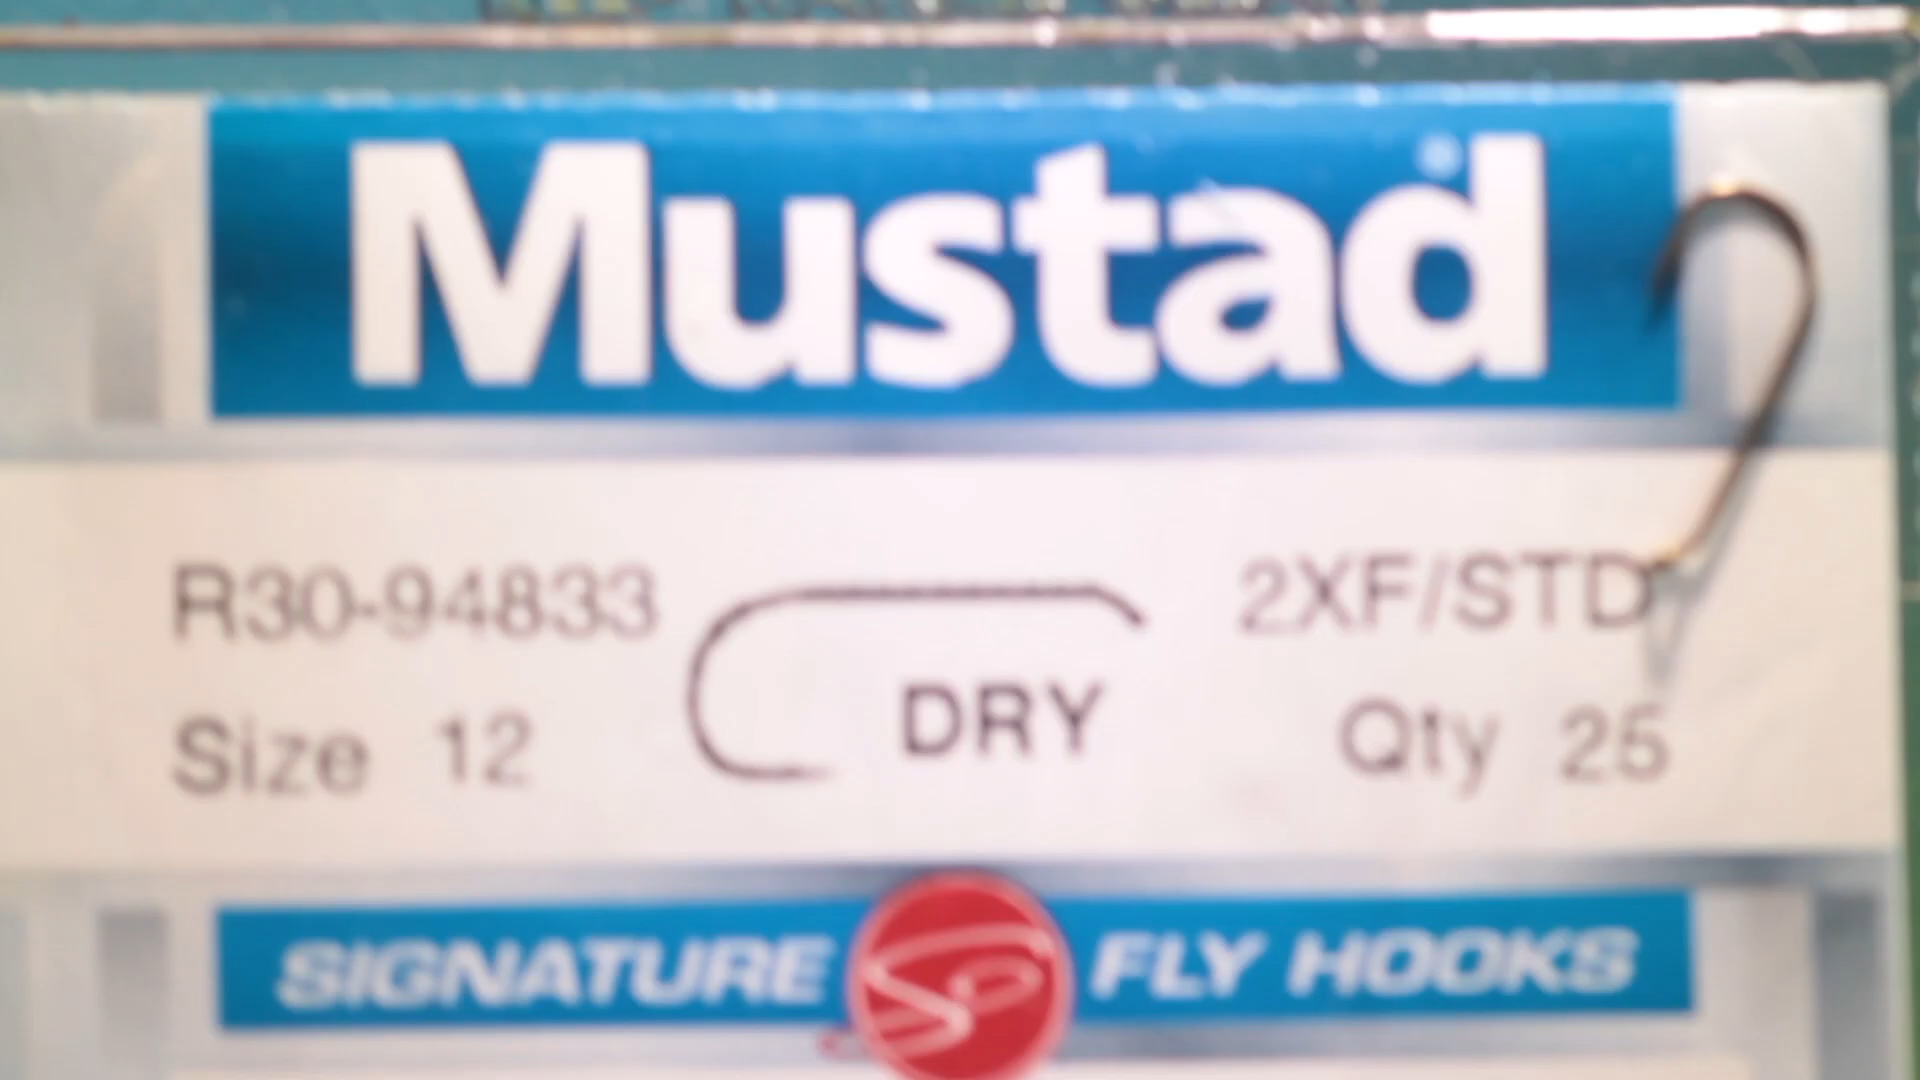 Mustad®
R30-94833 2XF/STD
DRY
Size 12 Qty 25
SIGNATURE FLY HOOKS